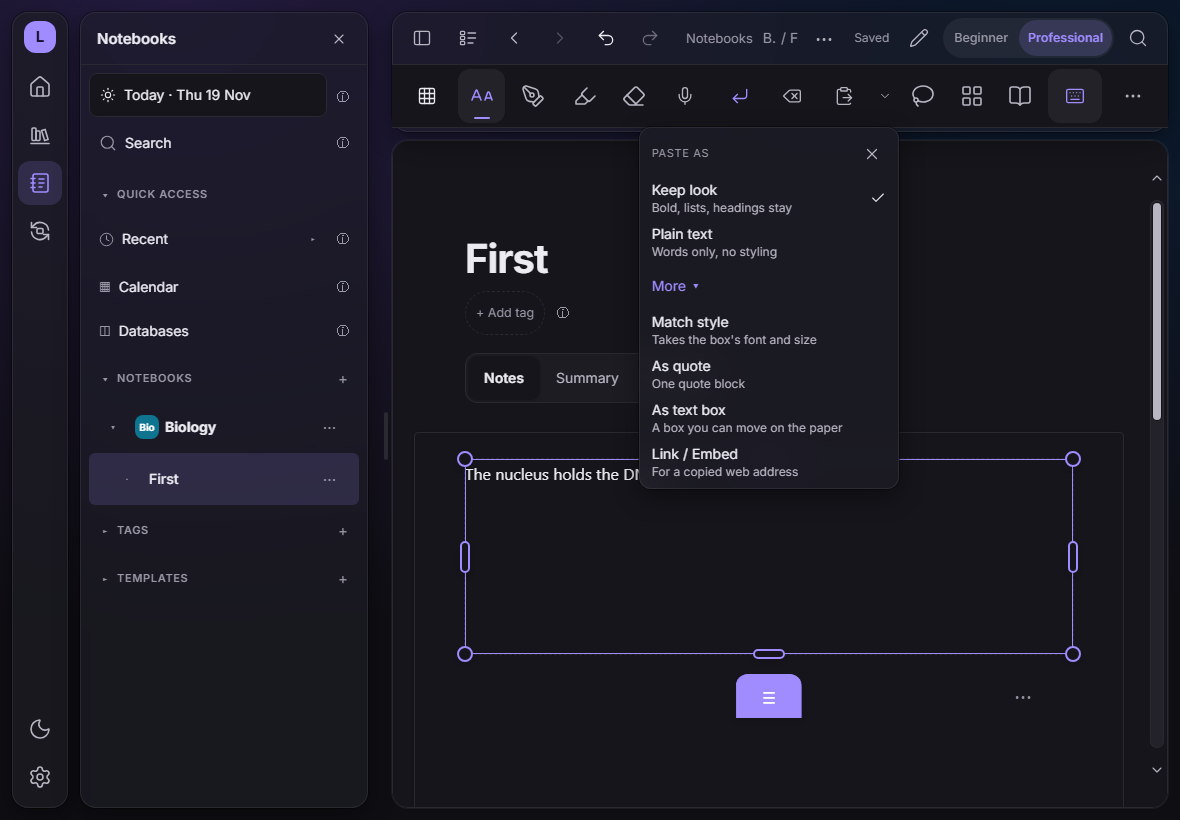 L
Notebooks
Today · Thu 19 Nov
Search
QUICK ACCESS
Recent
Calendar
Databases
NOTEBOOKS
Bio Biology
First
TAGS
TEMPLATES
Notebooks B. / F
Saved
Beginner
Professional
AA
First
+ Add tag
Notes
Summary
The nucleus holds the
PASTE AS
Keep look
Bold, lists, headings stay
Plain text
Words only, no styling
More
Match style
Takes the box's font and size
As quote
One quote block
As text box
A box you can move on the paper
Link / Embed
For a copied web address